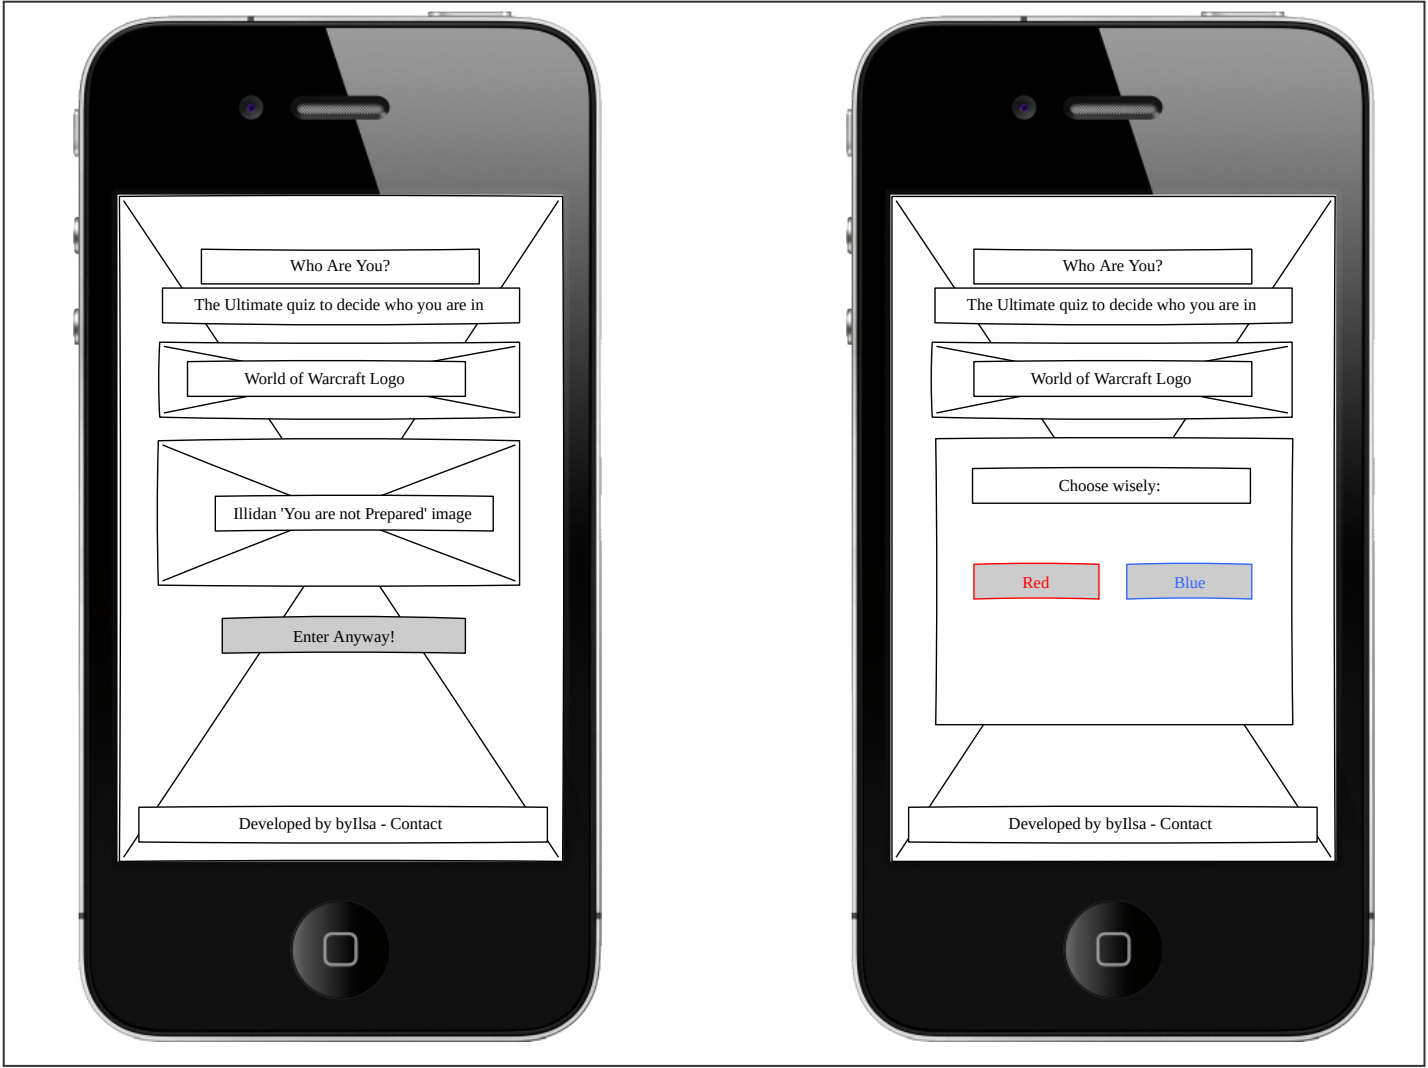 Who Are You?
The Ultimate quiz to decide who you are in
World of Warcraft Logo
Illidan 'You are not Prepared' image
Enter Anyway!
Developed by byIlsa - Contact
Who Are You?
The Ultimate quiz to decide who you are in
World of Warcraft Logo
Choose wisely:
Red
Blue
Developed by byIlsa - Contact